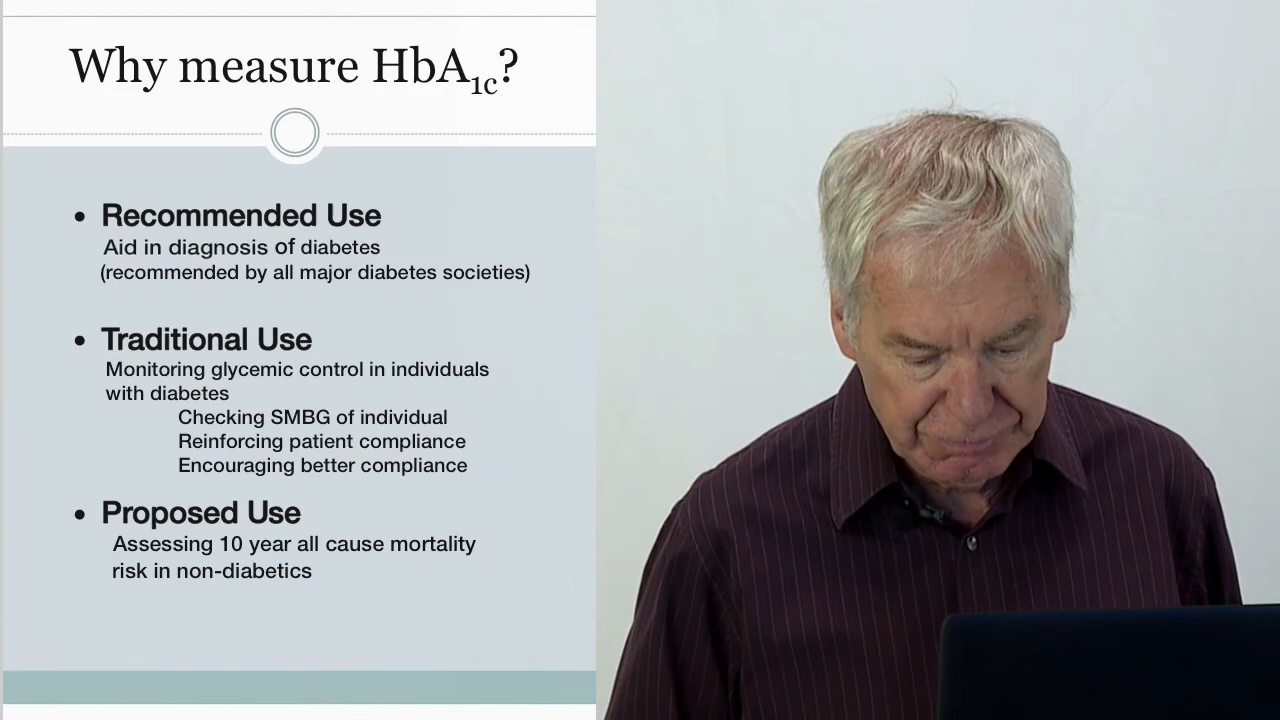 Why measure HbA1c?
• Recommended Use
Aid in diagnosis of diabetes
(recommended by all major diabetes societies)
• Traditional Use
Monitoring glycemic control in individuals
with diabetes
Checking SMBG of individual
Reinforcing patient compliance
Encouraging better compliance
• Proposed Use
Assessing 10 year all cause mortality
risk in non-diabetics